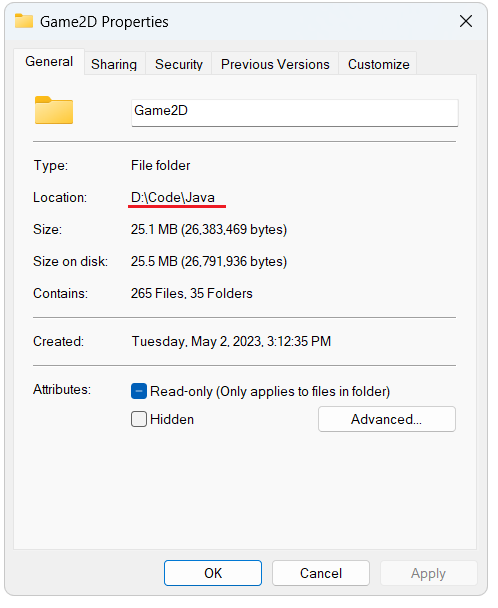 Game2D Properties
General Sharing Security Previous Versions Customize
Game2D
Type: File folder
Location: D:\Code\Java
Size: 25.1 MB (26,383,469 bytes)
Size on disk: 25.5 MB (26,791,936 bytes)
Contains: 265 Files, 35 Folders
Created: Tuesday, May 2, 2023, 3:12:35 PM
Attributes: Read-only (Only applies to files in folder)
Hidden Advanced...
OK Cancel Apply